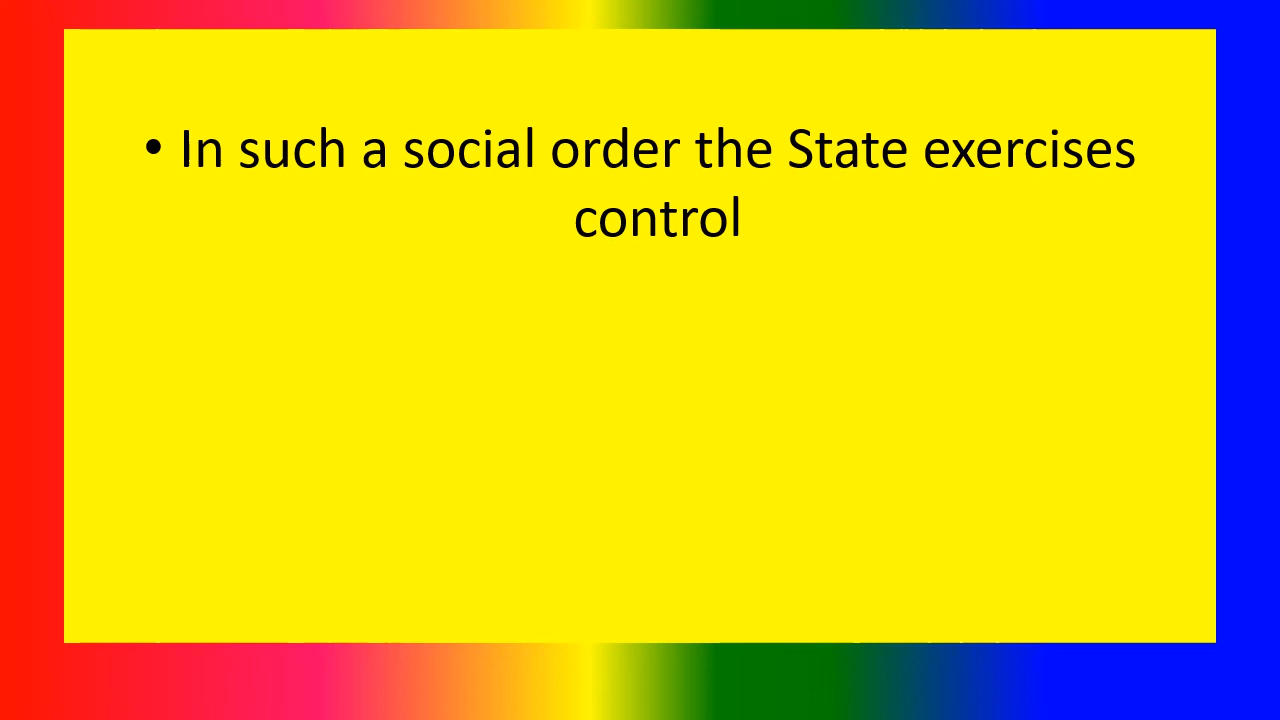 • In such a social order the State exercises
control